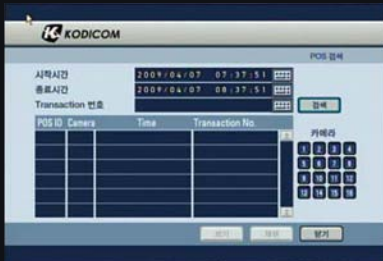 KODICOM
POS 검색
시작시간 2009/04/07 07:37:51
종료시간 2009/04/07 08:37:51
Transaction 번호
검색
POS ID Camera Time Transaction No.
카메라
1 2 3 4
5 6 7 8
9 10 11 12
13 14 15 16
닫기